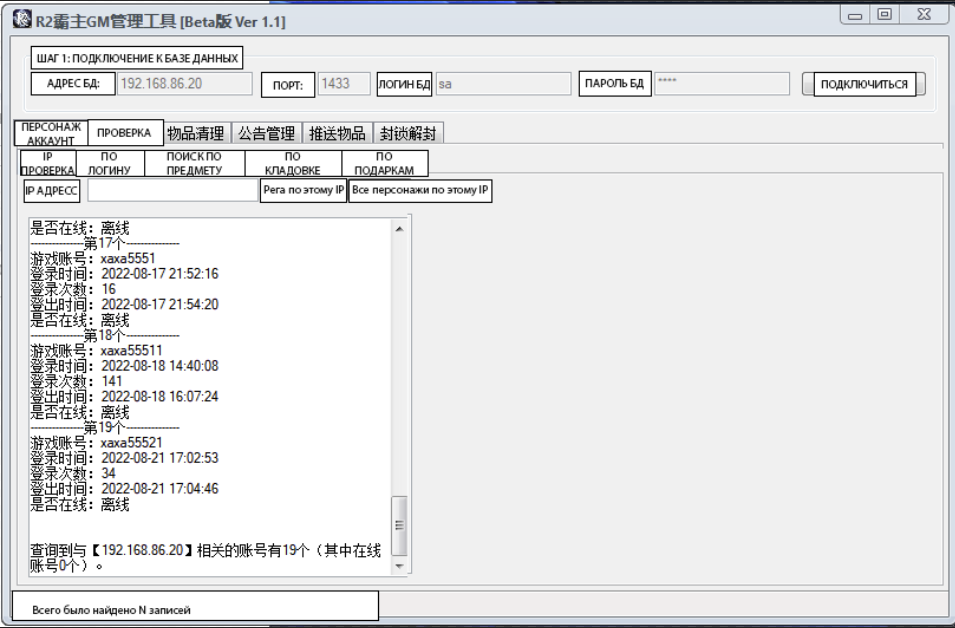 R2霸主GM管理工具 [Beta版 Ver 1.1]
ШАГ 1: ПОДКЛЮЧЕНИЕ К БАЗЕ ДАННЫХ
АДРЕС БД: 192.168.86.20 ПОРТ: 1433 ЛОГИН БД sa ПАРОЛЬ БД **** ПОДКЛЮЧИТЬСЯ
ПЕРСОНАЖ АККАУНТ ПРОВЕРКА 物品清理 公告管理 推送物品 封锁解封
IP ПРОВЕРКА ПО ЛОГИНУ ПОИСК ПО ПРЕДМЕТУ ПО КЛАДОВКЕ ПО ПОДАРКАМ
IP АДРЕСС Рега по этому IP Все персонажи по этому IP
是否在线：离线
--------------第17个--------------
游戏账号：xaxa5551
登录时间：2022-08-17 21:52:16
登录次数：16
登出时间：2022-08-17 21:54:20
是否在线：离线
--------------第18个--------------
游戏账号：xaxa55511
登录时间：2022-08-18 14:40:08
登录次数：141
登出时间：2022-08-18 16:07:24
是否在线：离线
--------------第19个--------------
游戏账号：xaxa55521
登录时间：2022-08-21 17:02:53
登录次数：34
登出时间：2022-08-21 17:04:46
是否在线：离线
查询到与【192.168.86.20】相关的账号有19个（其中在线
账号0个）。
Всего было найдено N записей